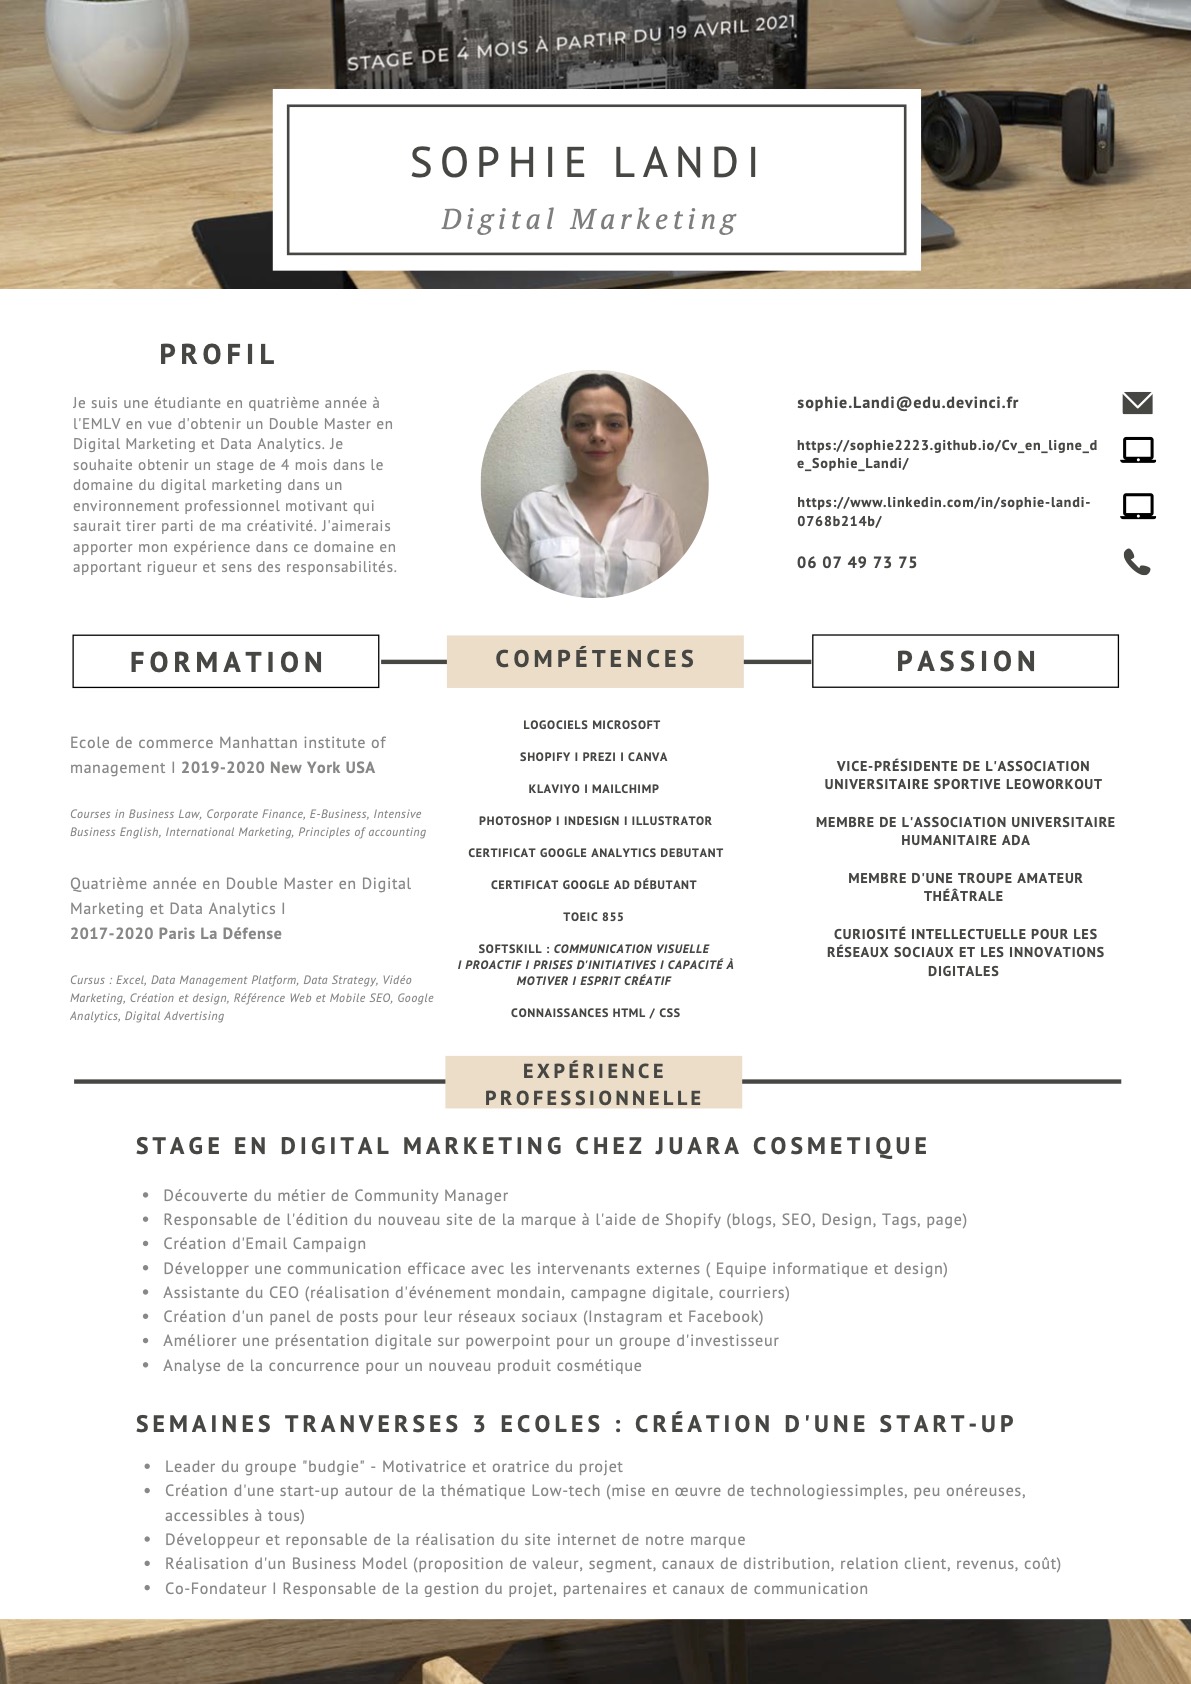 STAGE DE 4 MOIS À PARTIR DU 19 AVRIL 2021
SOPHIE LANDI
Digital Marketing
PROFIL
Je suis une étudiante en quatrième année à
l'EMLV en vue d'obtenir un Double Master en
Digital Marketing et Data Analytics. Je
souhaite obtenir un stage de 4 mois dans le
domaine du digital marketing dans un
environnement professionnel motivant qui
saurait tirer parti de ma créativité. J'aimerais
apporter mon expérience dans ce domaine en
apportant rigueur et sens des responsabilités.
sophie.Landi@edu.devinci.fr
https://sophie2223.github.io/Cv_en_ligne_d
e_Sophie_Landi/
https://www.linkedin.com/in/sophie-landi-
0768b214b/
06 07 49 73 75
FORMATION
Ecole de commerce Manhattan institute of
management I 2019-2020 New York USA
Courses in Business Law, Corporate Finance, E-Business, Intensive
Business English, International Marketing, Principles of accounting
Quatrième année en Double Master en Digital
Marketing et Data Analytics I
2017-2020 Paris La Défense
Cursus : Excel, Data Management Platform, Data Strategy, Vidéo
Marketing, Création et design, Référence Web et Mobile SEO, Google
Analytics, Digital Advertising
COMPÉTENCES
LOGOCIELS MICROSOFT
SHOPIFY I PREZI I CANVA
KLAVIYO I MAILCHIMP
PHOTOSHOP I INDESIGN I ILLUSTRATOR
CERTIFICAT GOOGLE ANALYTICS DEBUTANT
CERTIFICAT GOOGLE AD DÉBUTANT
TOEIC 855
SOFTSKILL : COMMUNICATION VISUELLE
I PROACTIF I PRISES D'INITIATIVES I CAPACITÉ À
MOTIVER I ESPRIT CRÉATIF
CONNAISSANCES HTML / CSS
PASSION
VICE-PRÉSIDENTE DE L'ASSOCIATION
UNIVERSITAIRE SPORTIVE LEOWORKOUT
MEMBRE DE L'ASSOCIATION UNIVERSITAIRE
HUMANITAIRE ADA
MEMBRE D'UNE TROUPE AMATEUR
THÉÂTRALE
CURIOSITÉ INTELLECTUELLE POUR LES
RÉSEAUX SOCIAUX ET LES INNOVATIONS
DIGITALES
EXPÉRIENCE
PROFESSIONNELLE
STAGE EN DIGITAL MARKETING CHEZ JUARA COSMETIQUE
• Découverte du métier de Community Manager
• Responsable de l'édition du nouveau site de la marque à l'aide de Shopify (blogs, SEO, Design, Tags, page)
• Création d'Email Campaign
• Développer une communication efficace avec les intervenants externes ( Equipe informatique et design)
• Assistante du CEO (réalisation d'événement mondain, campagne digitale, courriers)
• Création d'un panel de posts pour leur réseaux sociaux (Instagram et Facebook)
• Améliorer une présentation digitale sur powerpoint pour un groupe d'investisseur
• Analyse de la concurrence pour un nouveau produit cosmétique
SEMAINES TRANVERSES 3 ECOLES : CRÉATION D'UNE START-UP
• Leader du groupe "budgie" - Motivatrice et oratrice du projet
• Création d'une start-up autour de la thématique Low-tech (mise en œuvre de technologiessimples, peu onéreuses,
accessibles à tous)
• Développeur et reponsable de la réalisation du site internet de notre marque
• Réalisation d'un Business Model (proposition de valeur, segment, canaux de distribution, relation client, revenus, coût)
• Co-Fondateur I Responsable de la gestion du projet, partenaires et canaux de communication